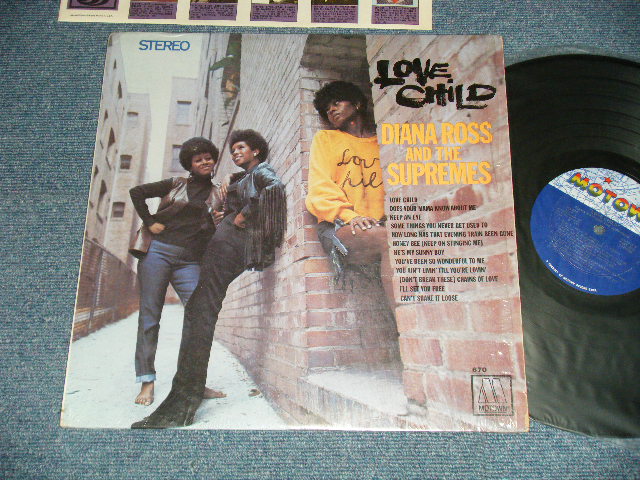 STEREO
LOVE
CHILD
DIANA ROSS
AND THE
SUPREMES
LOVE CHILD
DOES YOUR MAMA KNOW ABOUT ME
KEEP AN EYE
SOME THINGS YOU NEVER GET USED TO
HOW LONG HAS THAT EVENING TRAIN BEEN GONE
HONEY BEE (KEEP ON STINGING ME)
HE'S MY SUNNY BOY
YOU'VE BEEN SO WONDERFUL TO ME
YOU AIN'T LIVIN' TILL YOU'RE LOVIN'
(DON'T BREAK THESE) CHAINS OF LOVE
I'LL SET YOU FREE
CAN'T SHAKE IT LOOSE
670
M
MOTOWN